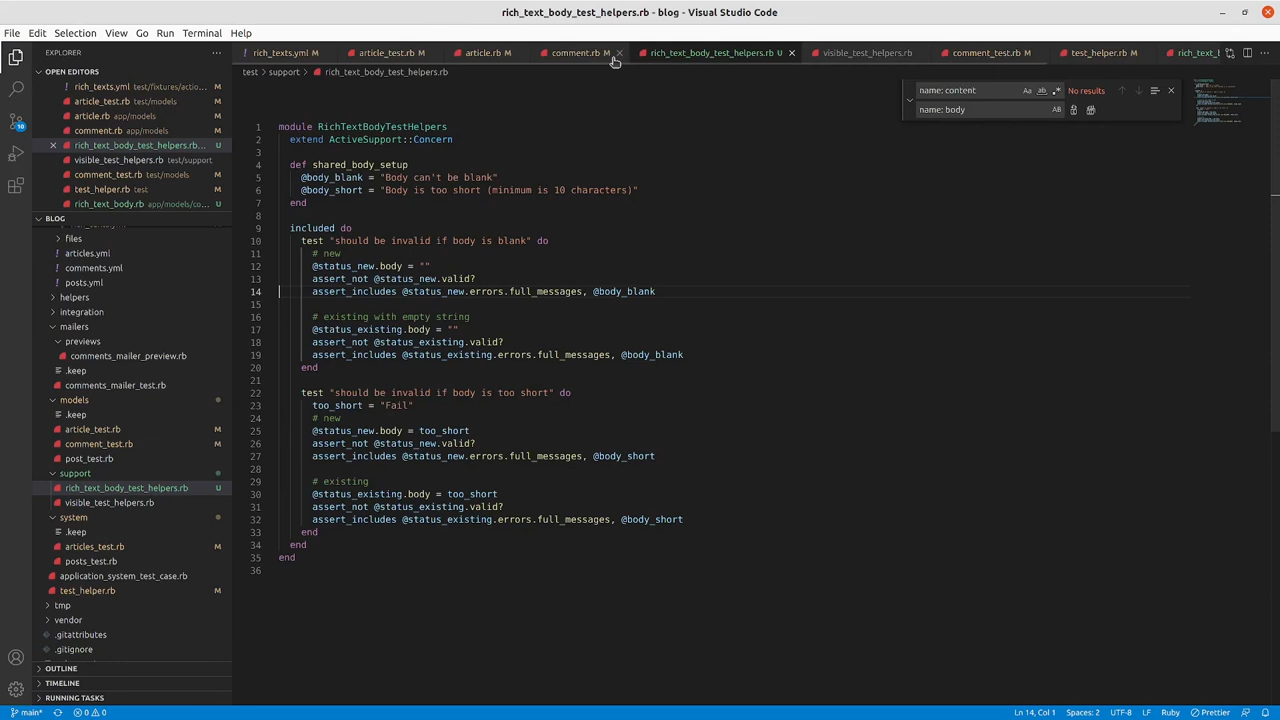 rich_text_body_test_helpers.rb - blog - Visual Studio Code
File Edit Selection View Go Run Terminal Help
EXPLORER
OPEN EDITORS
rich_texts.yml test/fixtures/actio... M
article_test.rb test/models M
article.rb app/models M
comment.rb app/models M
rich_text_body_test_helpers.rb... U
visible_test_helpers.rb test/support
comment_test.rb test/models M
test_helper.rb test M
rich_text_body.rb app/models/co... U
BLOG
files
articles.yml
comments.yml
posts.yml
helpers
integration
mailers
previews
comments_mailer_preview.rb
.keep
comments_mailer_test.rb
models
.keep
article_test.rb M
comment_test.rb M
post_test.rb
support
rich_text_body_test_helpers.rb U
visible_test_helpers.rb
system
.keep
articles_test.rb M
posts_test.rb
application_system_test_case.rb
test_helper.rb M
tmp
vendor
.gitattributes
.gitignore
OUTLINE
TIMELINE
RUNNING TASKS
10
rich_texts.yml M article_test.rb M article.rb M comment.rb M rich_text_body_test_helpers.rb U visible_test_helpers.rb comment_test.rb M test_helper.rb M rich_text_b
test > support > rich_text_body_test_helpers.rb
name: content Aa ab No results
name: body AB
1 module RichTextBodyTestHelpers
2 extend ActiveSupport::Concern
3
4 def shared_body_setup
5 @body_blank = "Body can't be blank"
6 @body_short = "Body is too short (minimum is 10 characters)"
7 end
8
9 included do
10 test "should be invalid if body is blank" do
11 # new
12 @status_new.body = ""
13 assert_not @status_new.valid?
14 assert_includes @status_new.errors.full_messages, @body_blank
15
16 # existing with empty string
17 @status_existing.body = ""
18 assert_not @status_existing.valid?
19 assert_includes @status_existing.errors.full_messages, @body_blank
20 end
21
22 test "should be invalid if body is too short" do
23 too_short = "Fail"
24 # new
25 @status_new.body = too_short
26 assert_not @status_new.valid?
27 assert_includes @status_new.errors.full_messages, @body_short
28
29 # existing
30 @status_existing.body = too_short
31 assert_not @status_existing.valid?
32 assert_includes @status_existing.errors.full_messages, @body_short
33 end
34 end
35 end
36
main* 0 0 Ln 14, Col 1 Spaces: 2 UTF-8 LF Ruby Prettier